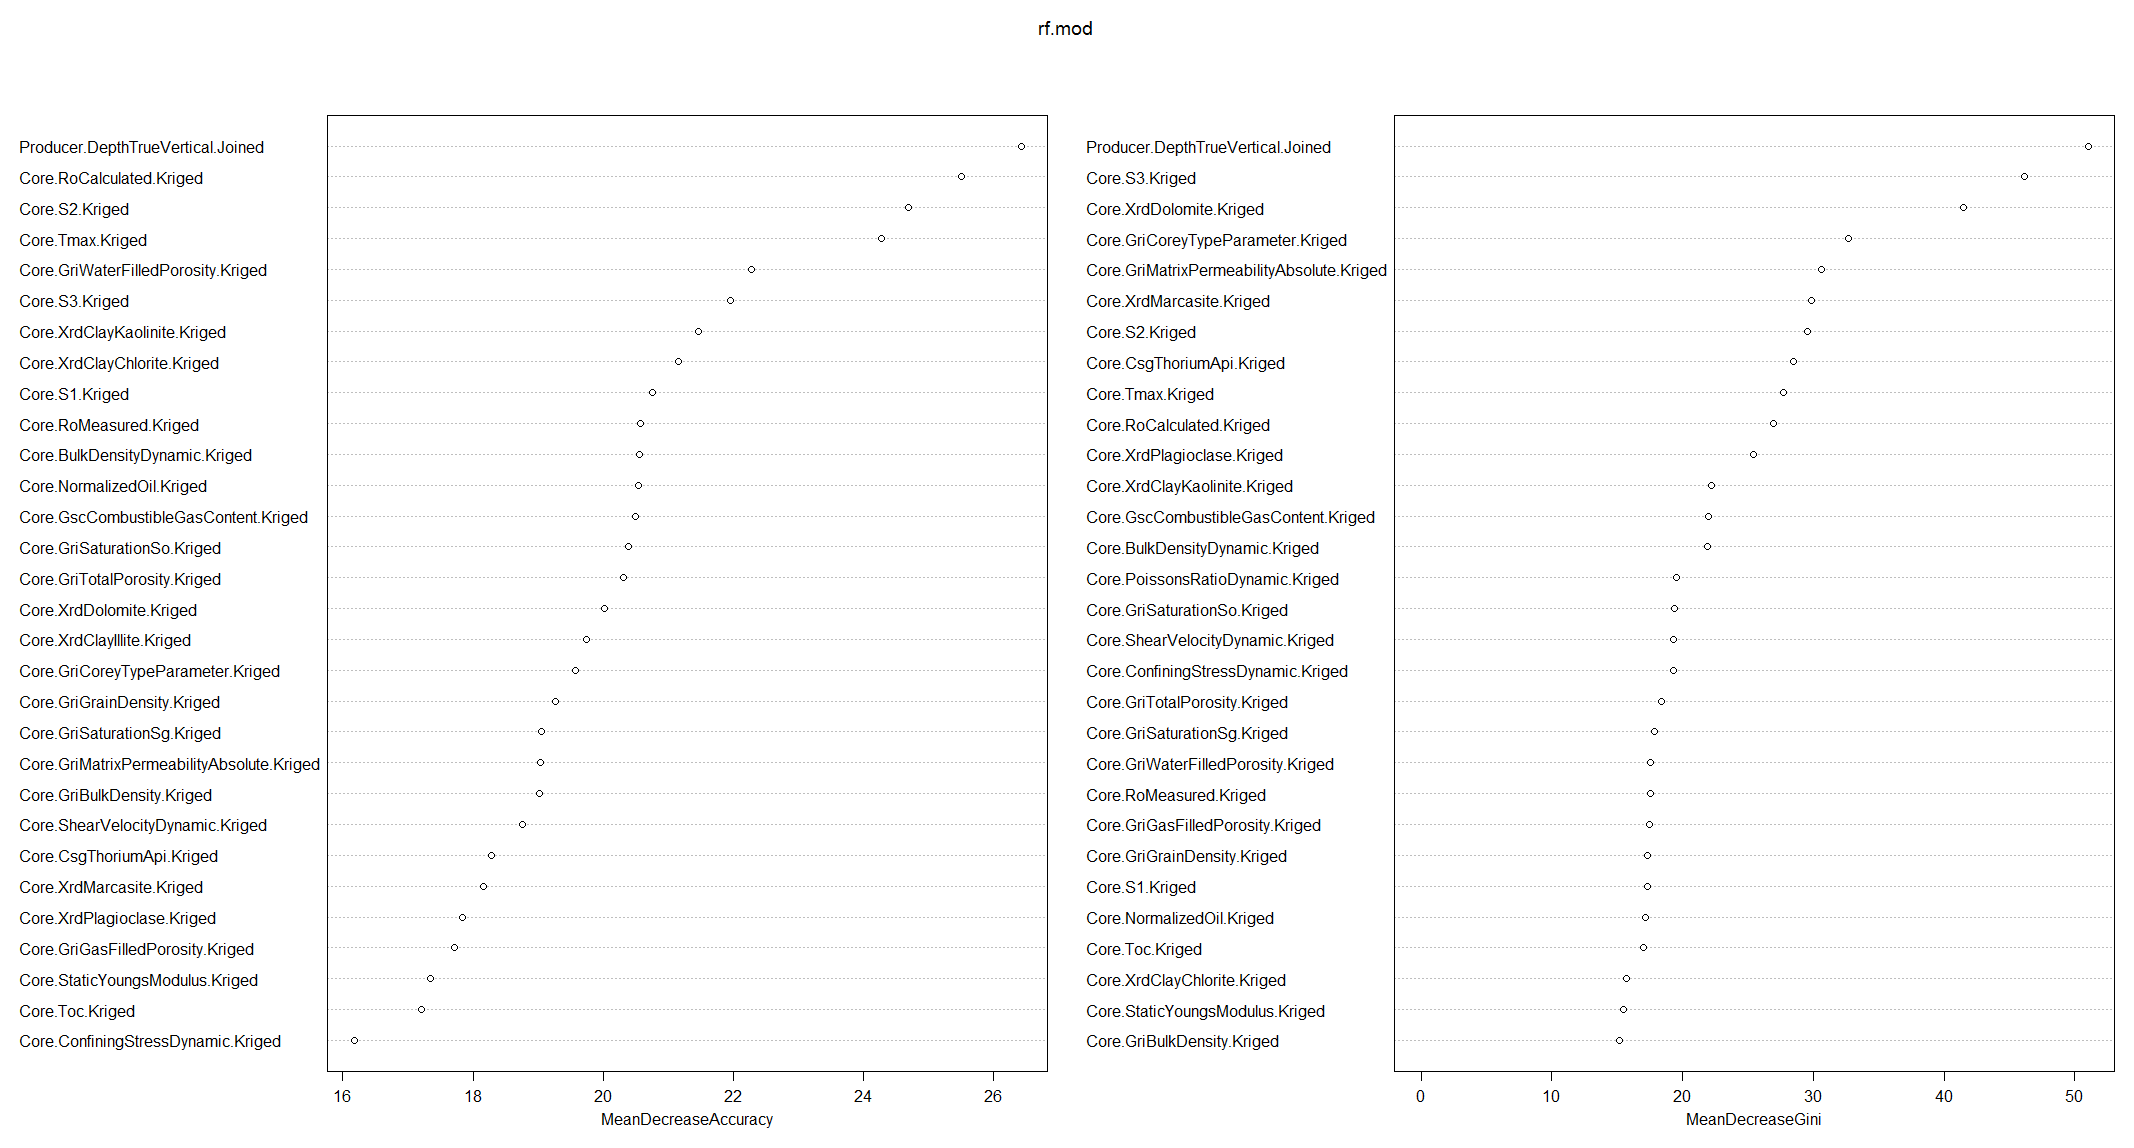 rf.mod
Producer.DepthTrueVertical.Joined
Core.RoCalculated.Kriged
Core.S2.Kriged
Core.Tmax.Kriged
Core.GriWaterFilledPorosity.Kriged
Core.S3.Kriged
Core.XrdClayKaolinite.Kriged
Core.XrdClayChlorite.Kriged
Core.S1.Kriged
Core.RoMeasured.Kriged
Core.BulkDensityDynamic.Kriged
Core.NormalizedOil.Kriged
Core.GscCombustibleGasContent.Kriged
Core.GriSaturationSo.Kriged
Core.GriTotalPorosity.Kriged
Core.XrdDolomite.Kriged
Core.XrdClayIllite.Kriged
Core.GriCoreyTypeParameter.Kriged
Core.GriGrainDensity.Kriged
Core.GriSaturationSg.Kriged
Core.GriMatrixPermeabilityAbsolute.Kriged
Core.GriBulkDensity.Kriged
Core.ShearVelocityDynamic.Kriged
Core.CsgThoriumApi.Kriged
Core.XrdMarcasite.Kriged
Core.XrdPlagioclase.Kriged
Core.GriGasFilledPorosity.Kriged
Core.StaticYoungsModulus.Kriged
Core.Toc.Kriged
Core.ConfiningStressDynamic.Kriged
16 18 20 22 24 26
MeanDecreaseAccuracy
Producer.DepthTrueVertical.Joined
Core.S3.Kriged
Core.XrdDolomite.Kriged
Core.GriCoreyTypeParameter.Kriged
Core.GriMatrixPermeabilityAbsolute.Kriged
Core.XrdMarcasite.Kriged
Core.S2.Kriged
Core.CsgThoriumApi.Kriged
Core.Tmax.Kriged
Core.RoCalculated.Kriged
Core.XrdPlagioclase.Kriged
Core.XrdClayKaolinite.Kriged
Core.GscCombustibleGasContent.Kriged
Core.BulkDensityDynamic.Kriged
Core.PoissonsRatioDynamic.Kriged
Core.GriSaturationSo.Kriged
Core.ShearVelocityDynamic.Kriged
Core.ConfiningStressDynamic.Kriged
Core.GriTotalPorosity.Kriged
Core.GriSaturationSg.Kriged
Core.GriWaterFilledPorosity.Kriged
Core.RoMeasured.Kriged
Core.GriGasFilledPorosity.Kriged
Core.GriGrainDensity.Kriged
Core.S1.Kriged
Core.NormalizedOil.Kriged
Core.Toc.Kriged
Core.XrdClayChlorite.Kriged
Core.StaticYoungsModulus.Kriged
Core.GriBulkDensity.Kriged
0 10 20 30 40 50
MeanDecreaseGini